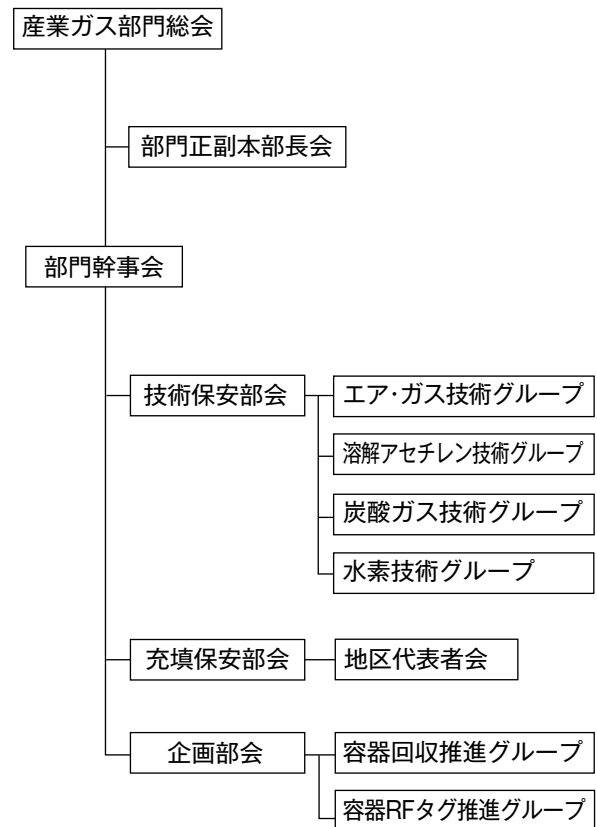 産業ガス部門総会
部門正副本部長会
部門幹事会
技術保安部会
エア・ガス技術グループ
溶解アセチレン技術グループ
炭酸ガス技術グループ
水素技術グループ
充填保安部会
地区代表者会
企画部会
容器回収推進グループ
容器RFタグ推進グループ